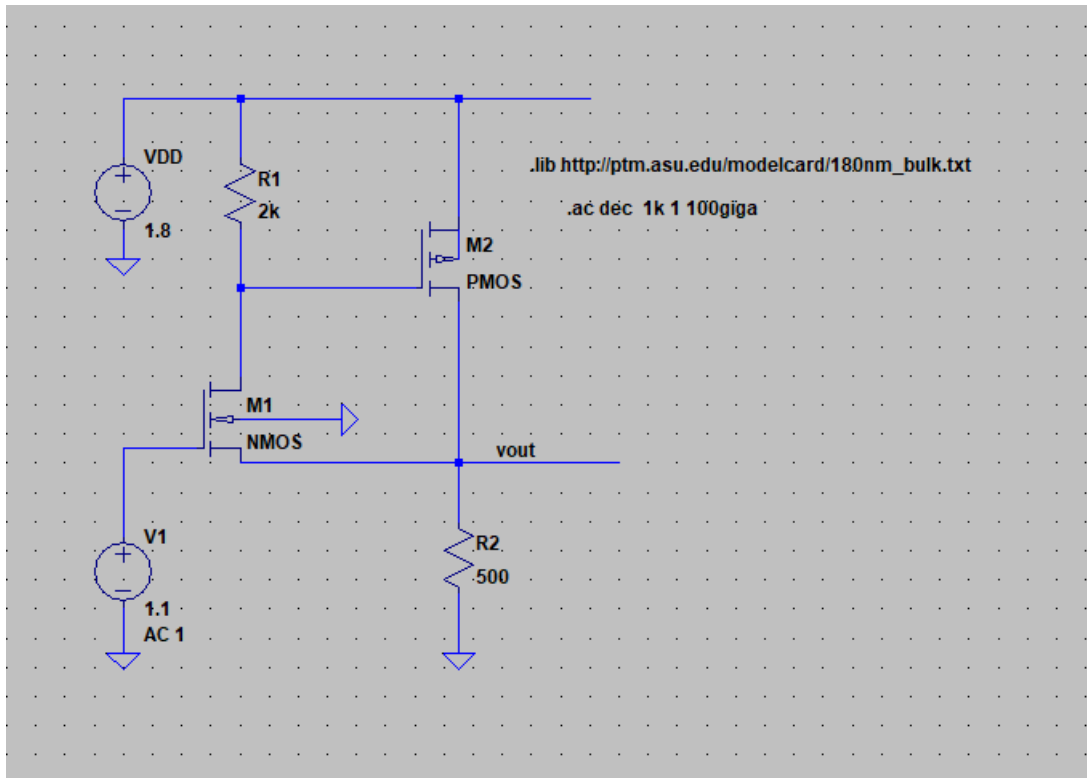 VDD
1.8
R1
2k
.lib http://ptm.asu.edu/modelcard/180nm_bulk.txt
.ac dec 1k 1 100giga
M2
PMOS
M1
NMOS
vout
V1
1.1
AC 1
R2
500